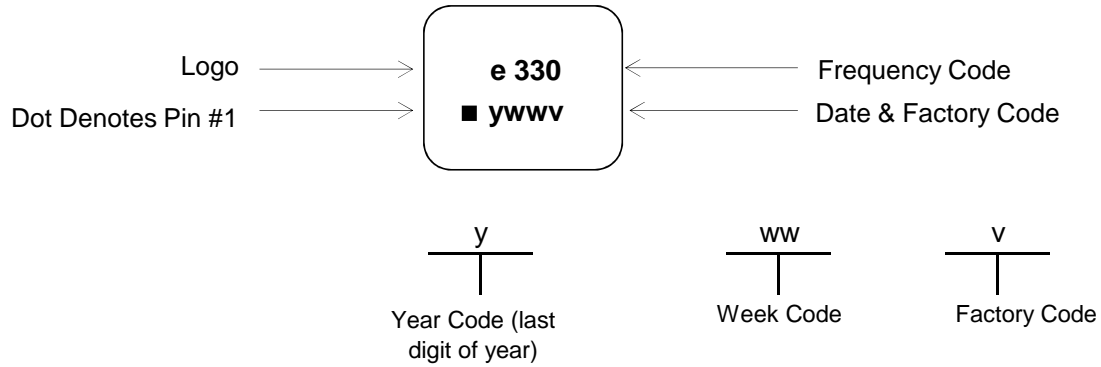 Logo
e 330
Frequency Code
Dot Denotes Pin #1
■ ywwv
Date & Factory Code
y
ww
v
Year Code (last
digit of year)
Week Code
Factory Code